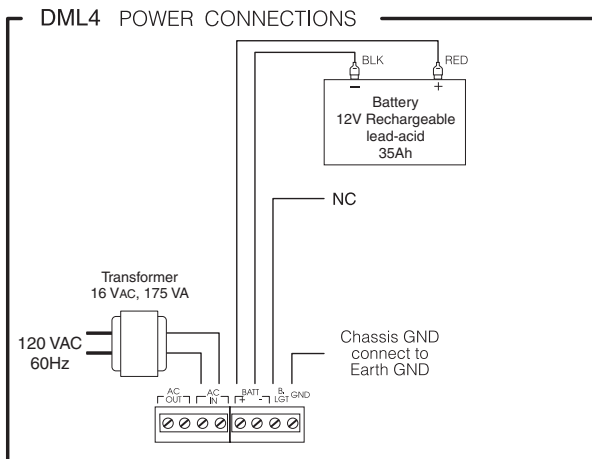 DML4 POWER CONNECTIONS
BLK
RED
− +
Battery
12V Rechargeable
lead-acid
35Ah
NC
Transformer
16 VAC, 175 VA
120 VAC
60Hz
Chassis GND
connect to
Earth GND
AC
OUT
AC
IN
BATT
+ -
B.
LGT
GND